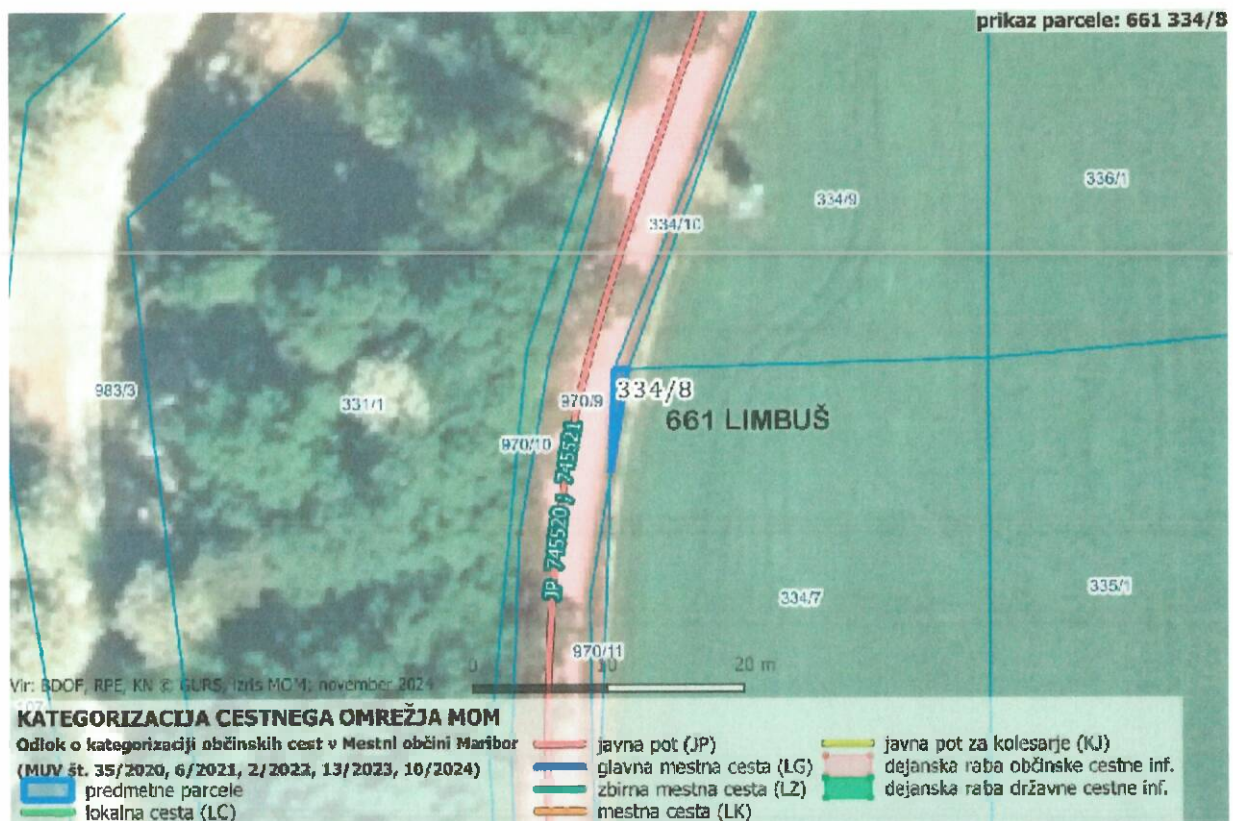 prikaz parcele: 661 334/8
336/1
334/9
334/10
983/3
331/1
970/9
334/8
661 LIMBUŠ
970/10
JP 745520 ; 745521
334/7
335/1
970/11
0 10 20 m
Vir: BDOF, RPE, KN © GURS, izris MOM; november 2024
KATEGORIZACIJA CESTNEGA OMREŽJA MOM
Odlok o kategorizaciji občinskih cest v Mestni občini Maribor
(MUV št. 35/2020, 6/2021, 2/2022, 13/2023, 10/2024)
predmetne parcele
lokalna cesta (LC)
javna pot (JP)
glavna mestna cesta (LG)
zbirna mestna cesta (LZ)
mestna cesta (LK)
javna pot za kolesarje (KJ)
dejanska raba občinske cestne inf.
dejanska raba državne cestne inf.